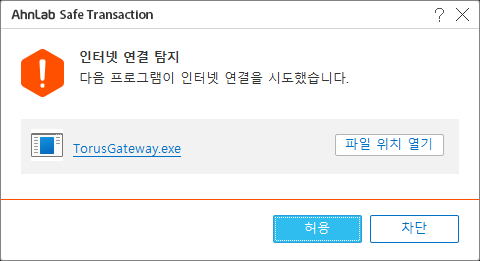 AhnLab Safe Transaction
인터넷 연결 탐지
다음 프로그램이 인터넷 연결을 시도했습니다.
TorusGateway.exe
파일 위치 열기
허용
차단